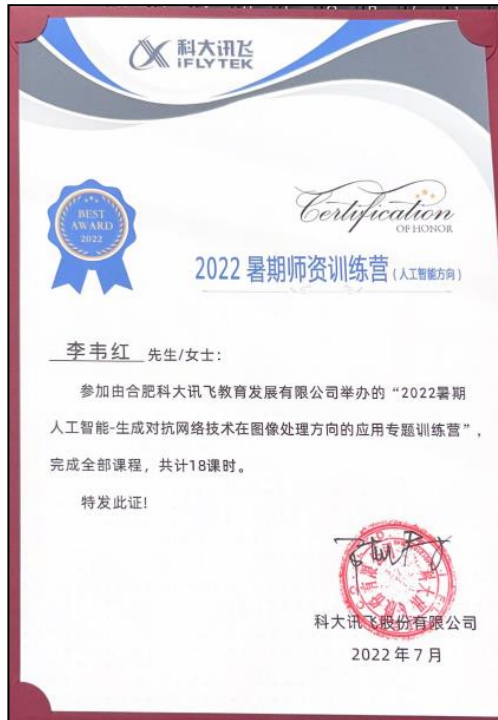 科大讯飞
iFLYTEK
BEST
AWARD
2022
Certification
OF HONOR
2022 暑期师资训练营（人工智能方向）
李韦红 先生/女士：
参加由合肥科大讯飞教育发展有限公司举办的“2022暑期
人工智能-生成对抗网络技术在图像处理方向的应用专题训练营”，
完成全部课程，共计18课时。
特发此证!
科大讯飞股份有限公司
2022年7月